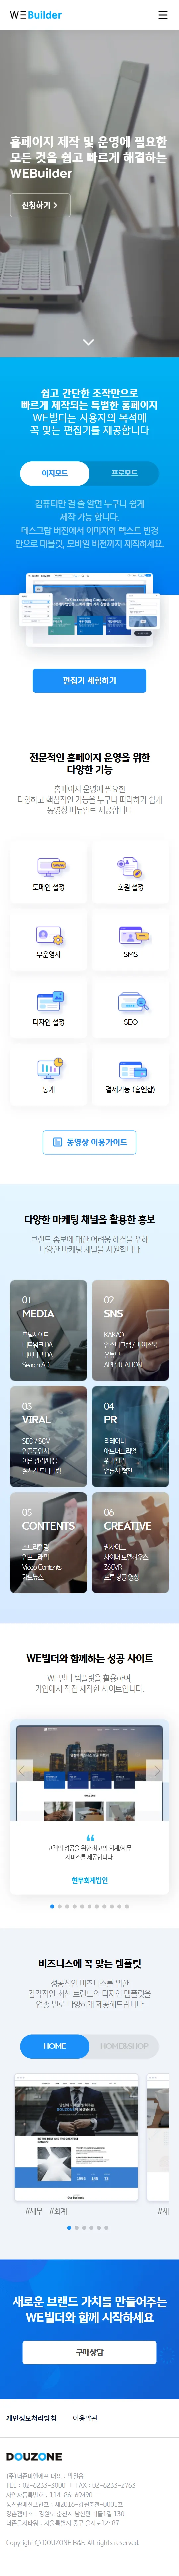 WEBuilder
홈페이지 제작 및 운영에 필요한
모든 것을 쉽고 빠르게 해결하는
WEBuilder
신청하기 >
쉽고 간단한 조작만으로
빠르게 제작되는 특별한 홈페이지
WE빌더는 사용자의 목적에
꼭 맞는 편집기를 제공합니다
이지모드
프로모드
컴퓨터만 켤 줄 알면 누구나 쉽게
제작 가능 합니다.
데스크탑 버전에서 이미지와 텍스트 변경
만으로 태블릿, 모바일 버전까지 제작하세요.
편집기 체험하기
전문적인 홈페이지 운영을 위한
다양한 기능
홈페이지 운영에 필요한
다양하고 핵심적인 기능을 누구나 따라하기 쉽게
동영상 매뉴얼로 제공합니다
도메인 설정
회원 설정
부운영자
SMS
디자인 설정
SEO
통계
결제기능 (홈앤샵)
동영상 이용가이드
다양한 마케팅 채널을 활용한 홍보
브랜드 홍보에 대한 어려움 해결을 위해
다양한 마케팅 채널을 지원합니다
01
MEDIA
포털사이트
네트워크 DA
네이티브 DA
Search AD
02
SNS
KAKAO
인스타그램 / 페이스북
유튜브
APPLICATION
03
VIRAL
SEO / SOV
인플루언서
여론 관리/대응
실시간 모니터링
04
PR
리테이너
애드버토리얼
위기관리
언론사 협찬
05
CONTENTS
스토리텔링
인포그래픽
Video Contents
카드뉴스
06
CREATIVE
웹사이트
사이버 모델하우스
360VR
드론 항공 영상
WE빌더와 함께하는 성공 사이트
WE빌더 템플릿을 활용하여,
기업에서 직접 제작한 사이트입니다.
고객의 성공을 위한 최고의 회계/세무
서비스를 제공합니다.
현무회계법인
비즈니스에 꼭 맞는 템플릿
성공적인 비즈니스를 위한
감각적인 최신 트랜드의 디자인 템플릿을
업종 별로 다양하게 제공해드립니다
HOME
HOME&SHOP
#세무 #회계
#세
새로운 브랜드 가치를 만들어주는
WE빌더와 함께 시작하세요
구매상담
개인정보처리방침
이용약관
DOUZONE
(주)더존비앤에프 대표 : 박원용
TEL : 02-6233-3000 | FAX : 02-6233-2763
사업자등록번호 : 114-86-69490
통신판매신고번호 : 제2016-강원춘천-0001호
강촌캠퍼스 : 강원도 춘천시 남산면 버들1길 130
더존을지타워 : 서울특별시 중구 을지로1가 87
Copyright © DOUZONE B&F. All rights reserved.